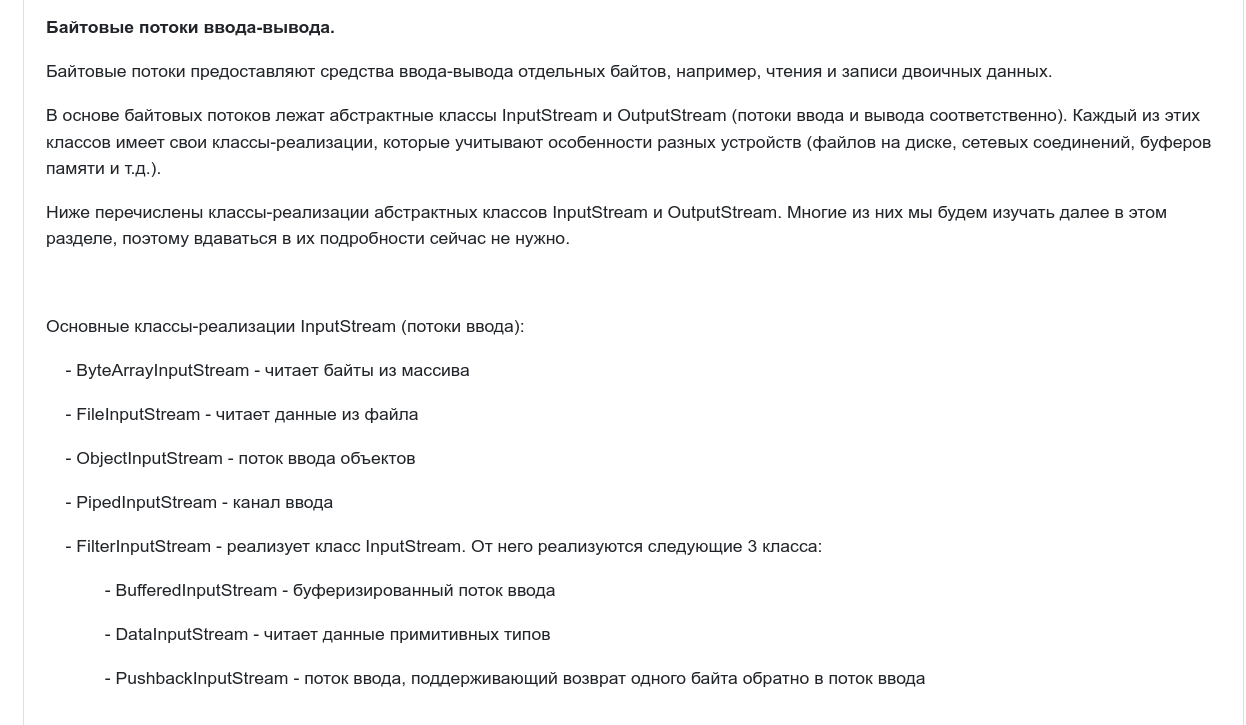 Байтовые потоки ввода-вывода.
Байтовые потоки предоставляют средства ввода-вывода отдельных байтов, например, чтения и записи двоичных данных.
В основе байтовых потоков лежат абстрактные классы InputStream и OutputStream (потоки ввода и вывода соответственно). Каждый из этих
классов имеет свои классы-реализации, которые учитывают особенности разных устройств (файлов на диске, сетевых соединений, буферов
памяти и т.д.).
Ниже перечислены классы-реализации абстрактных классов InputStream и OutputStream. Многие из них мы будем изучать далее в этом
разделе, поэтому вдаваться в их подробности сейчас не нужно.
Основные классы-реализации InputStream (потоки ввода):
- ByteArrayInputStream - читает байты из массива
- FileInputStream - читает данные из файла
- ObjectInputStream - поток ввода объектов
- PipedInputStream - канал ввода
- FilterInputStream - реализует класс InputStream. От него реализуются следующие 3 класса:
- BufferedInputStream - буферизированный поток ввода
- DataInputStream - читает данные примитивных типов
- PushbackInputStream - поток ввода, поддерживающий возврат одного байта обратно в поток ввода